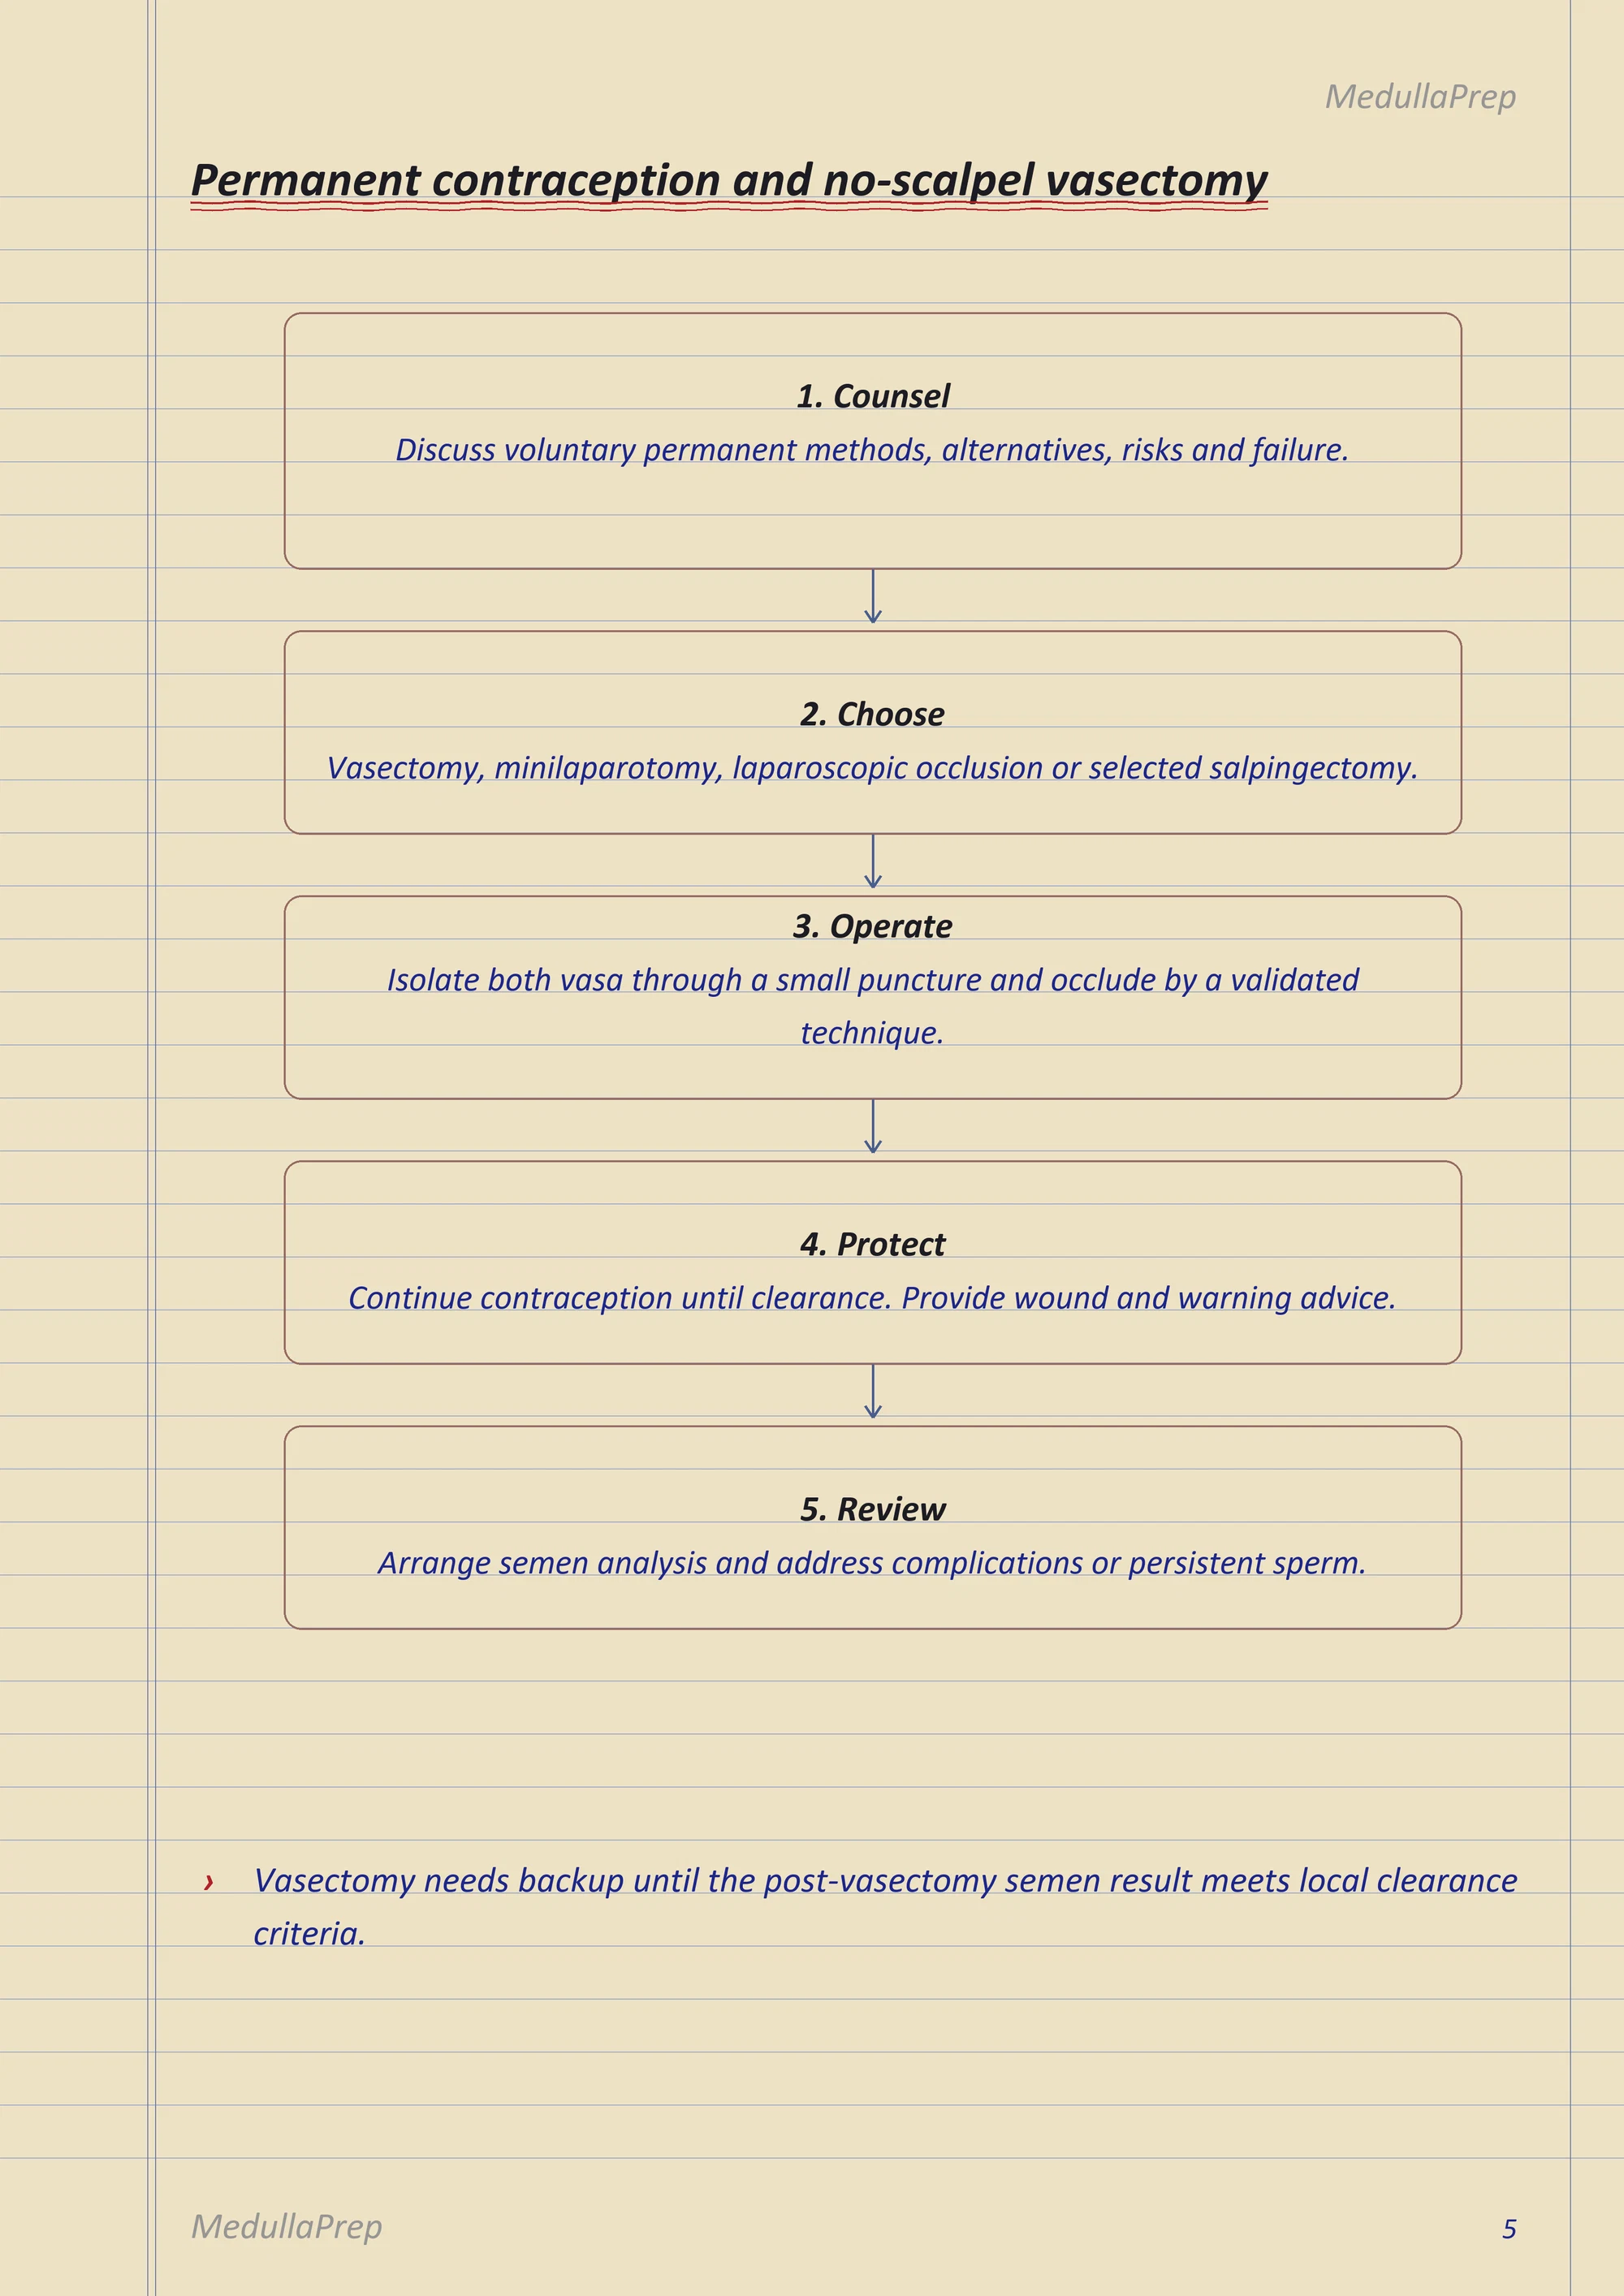 MedullaPrep
Permanent contraception and no-scalpel vasectomy
1. Counsel
Discuss voluntary permanent methods, alternatives, risks and failure.
2. Choose
Vasectomy, minilaparotomy, laparoscopic occlusion or selected salpingectomy.
3. Operate
Isolate both vasa through a small puncture and occlude by a validated
technique.
4. Protect
Continue contraception until clearance. Provide wound and warning advice.
5. Review
Arrange semen analysis and address complications or persistent sperm.
› Vasectomy needs backup until the post-vasectomy semen result meets local clearance
criteria.
MedullaPrep
5